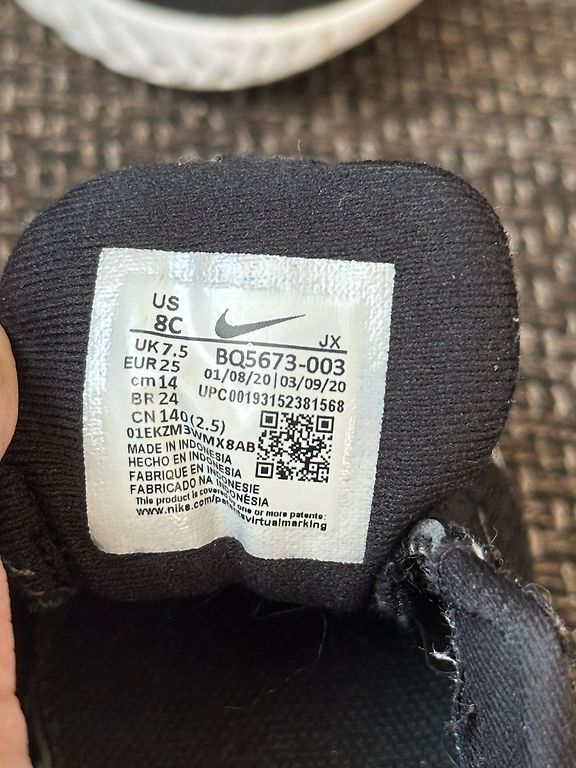 US
8C
JX
UK 7.5
BQ5673-003
EUR 25
01/08/20|03/09/20
cm 14
UPC00193152381568
BR 24
CN 140(2.5)
01EKZM3WMX8AB
MADE IN INDONESIA
HECHO EN INDONESIA
FABRIQUE EN INDONESIE
FABRICADO NA INDONÉSIA
This product is covered by one or more patents:
www.nike.com/patentsvirtualmarking